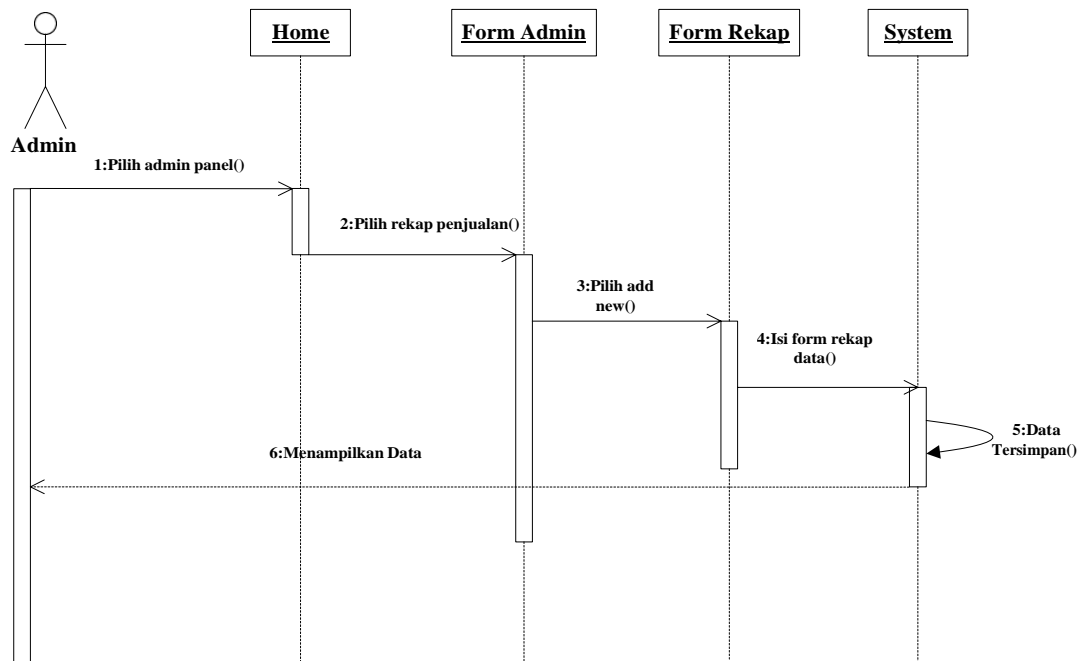 Home
Form Admin
Form Rekap
System
Admin
1:Pilih admin panel()
2:Pilih rekap penjualan()
3:Pilih add
new()
4:Isi form rekap
data()
5:Data
Tersimpan()
6:Menampilkan Data